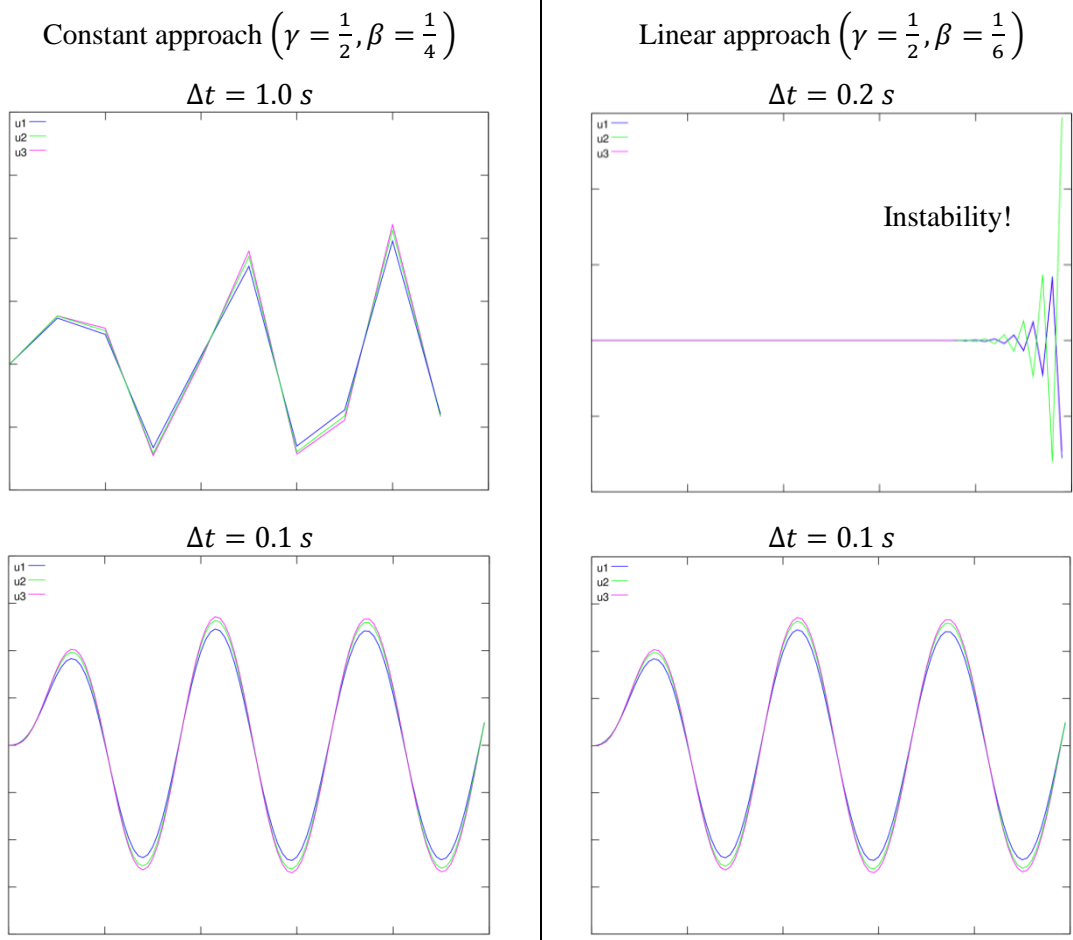 Constant approach (γ = 1/2, β = 1/4)
Δt = 1.0 s
u1
u2
u3
Δt = 0.1 s
u1
u2
u3
Linear approach (γ = 1/2, β = 1/6)
Δt = 0.2 s
u1
u2
u3
Instability!
Δt = 0.1 s
u1
u2
u3